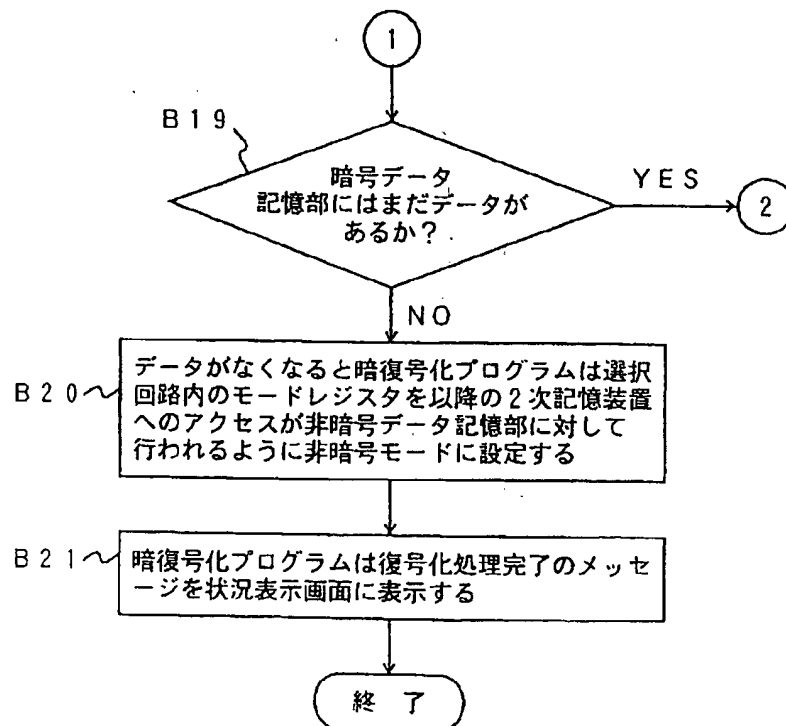 1
B19
暗号データ
記憶部にはまだデータが
あるか?
YES
2
NO
B20
データがなくなると暗復号化プログラムは選択
回路内のモードレジスタを以降の2次記憶装置
へのアクセスが非暗号データ記憶部に対して
行われるように非暗号モードに設定する
B21
暗復号化プログラムは復号化処理完了のメッセ
ージを状況表示画面に表示する
終了